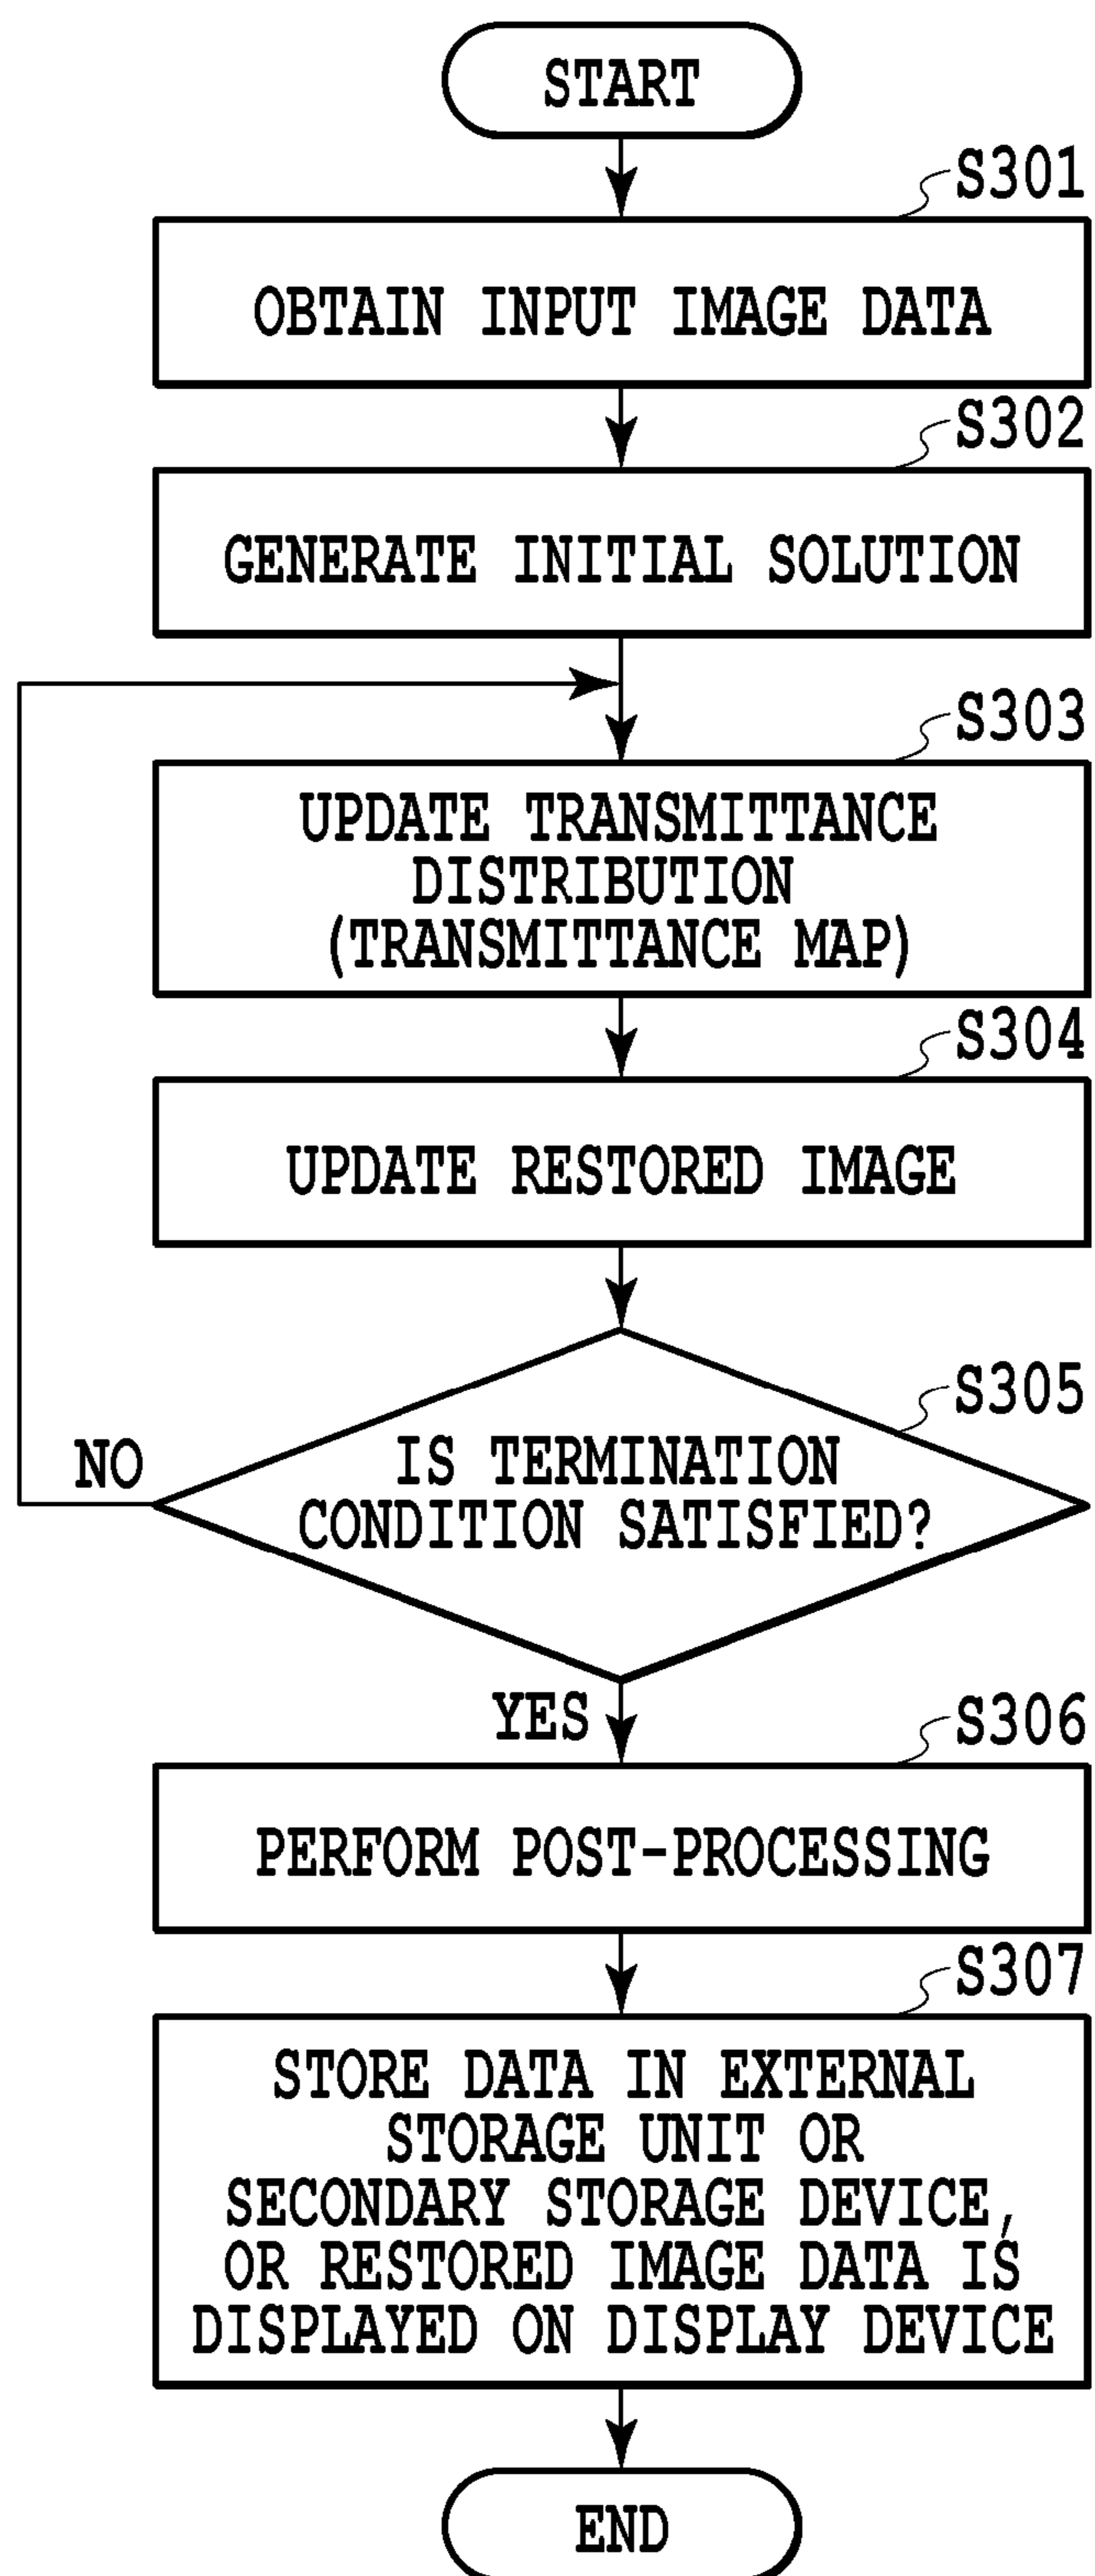 START
S301
OBTAIN INPUT IMAGE DATA
S302
GENERATE INITIAL SOLUTION
S303
UPDATE TRANSMITTANCE
DISTRIBUTION
(TRANSMITTANCE MAP)
S304
UPDATE RESTORED IMAGE
S305
NO
IS TERMINATION
CONDITION SATISFIED?
YES
S306
PERFORM POST-PROCESSING
S307
STORE DATA IN EXTERNAL
STORAGE UNIT OR
SECONDARY STORAGE DEVICE,
OR RESTORED IMAGE DATA IS
DISPLAYED ON DISPLAY DEVICE
END